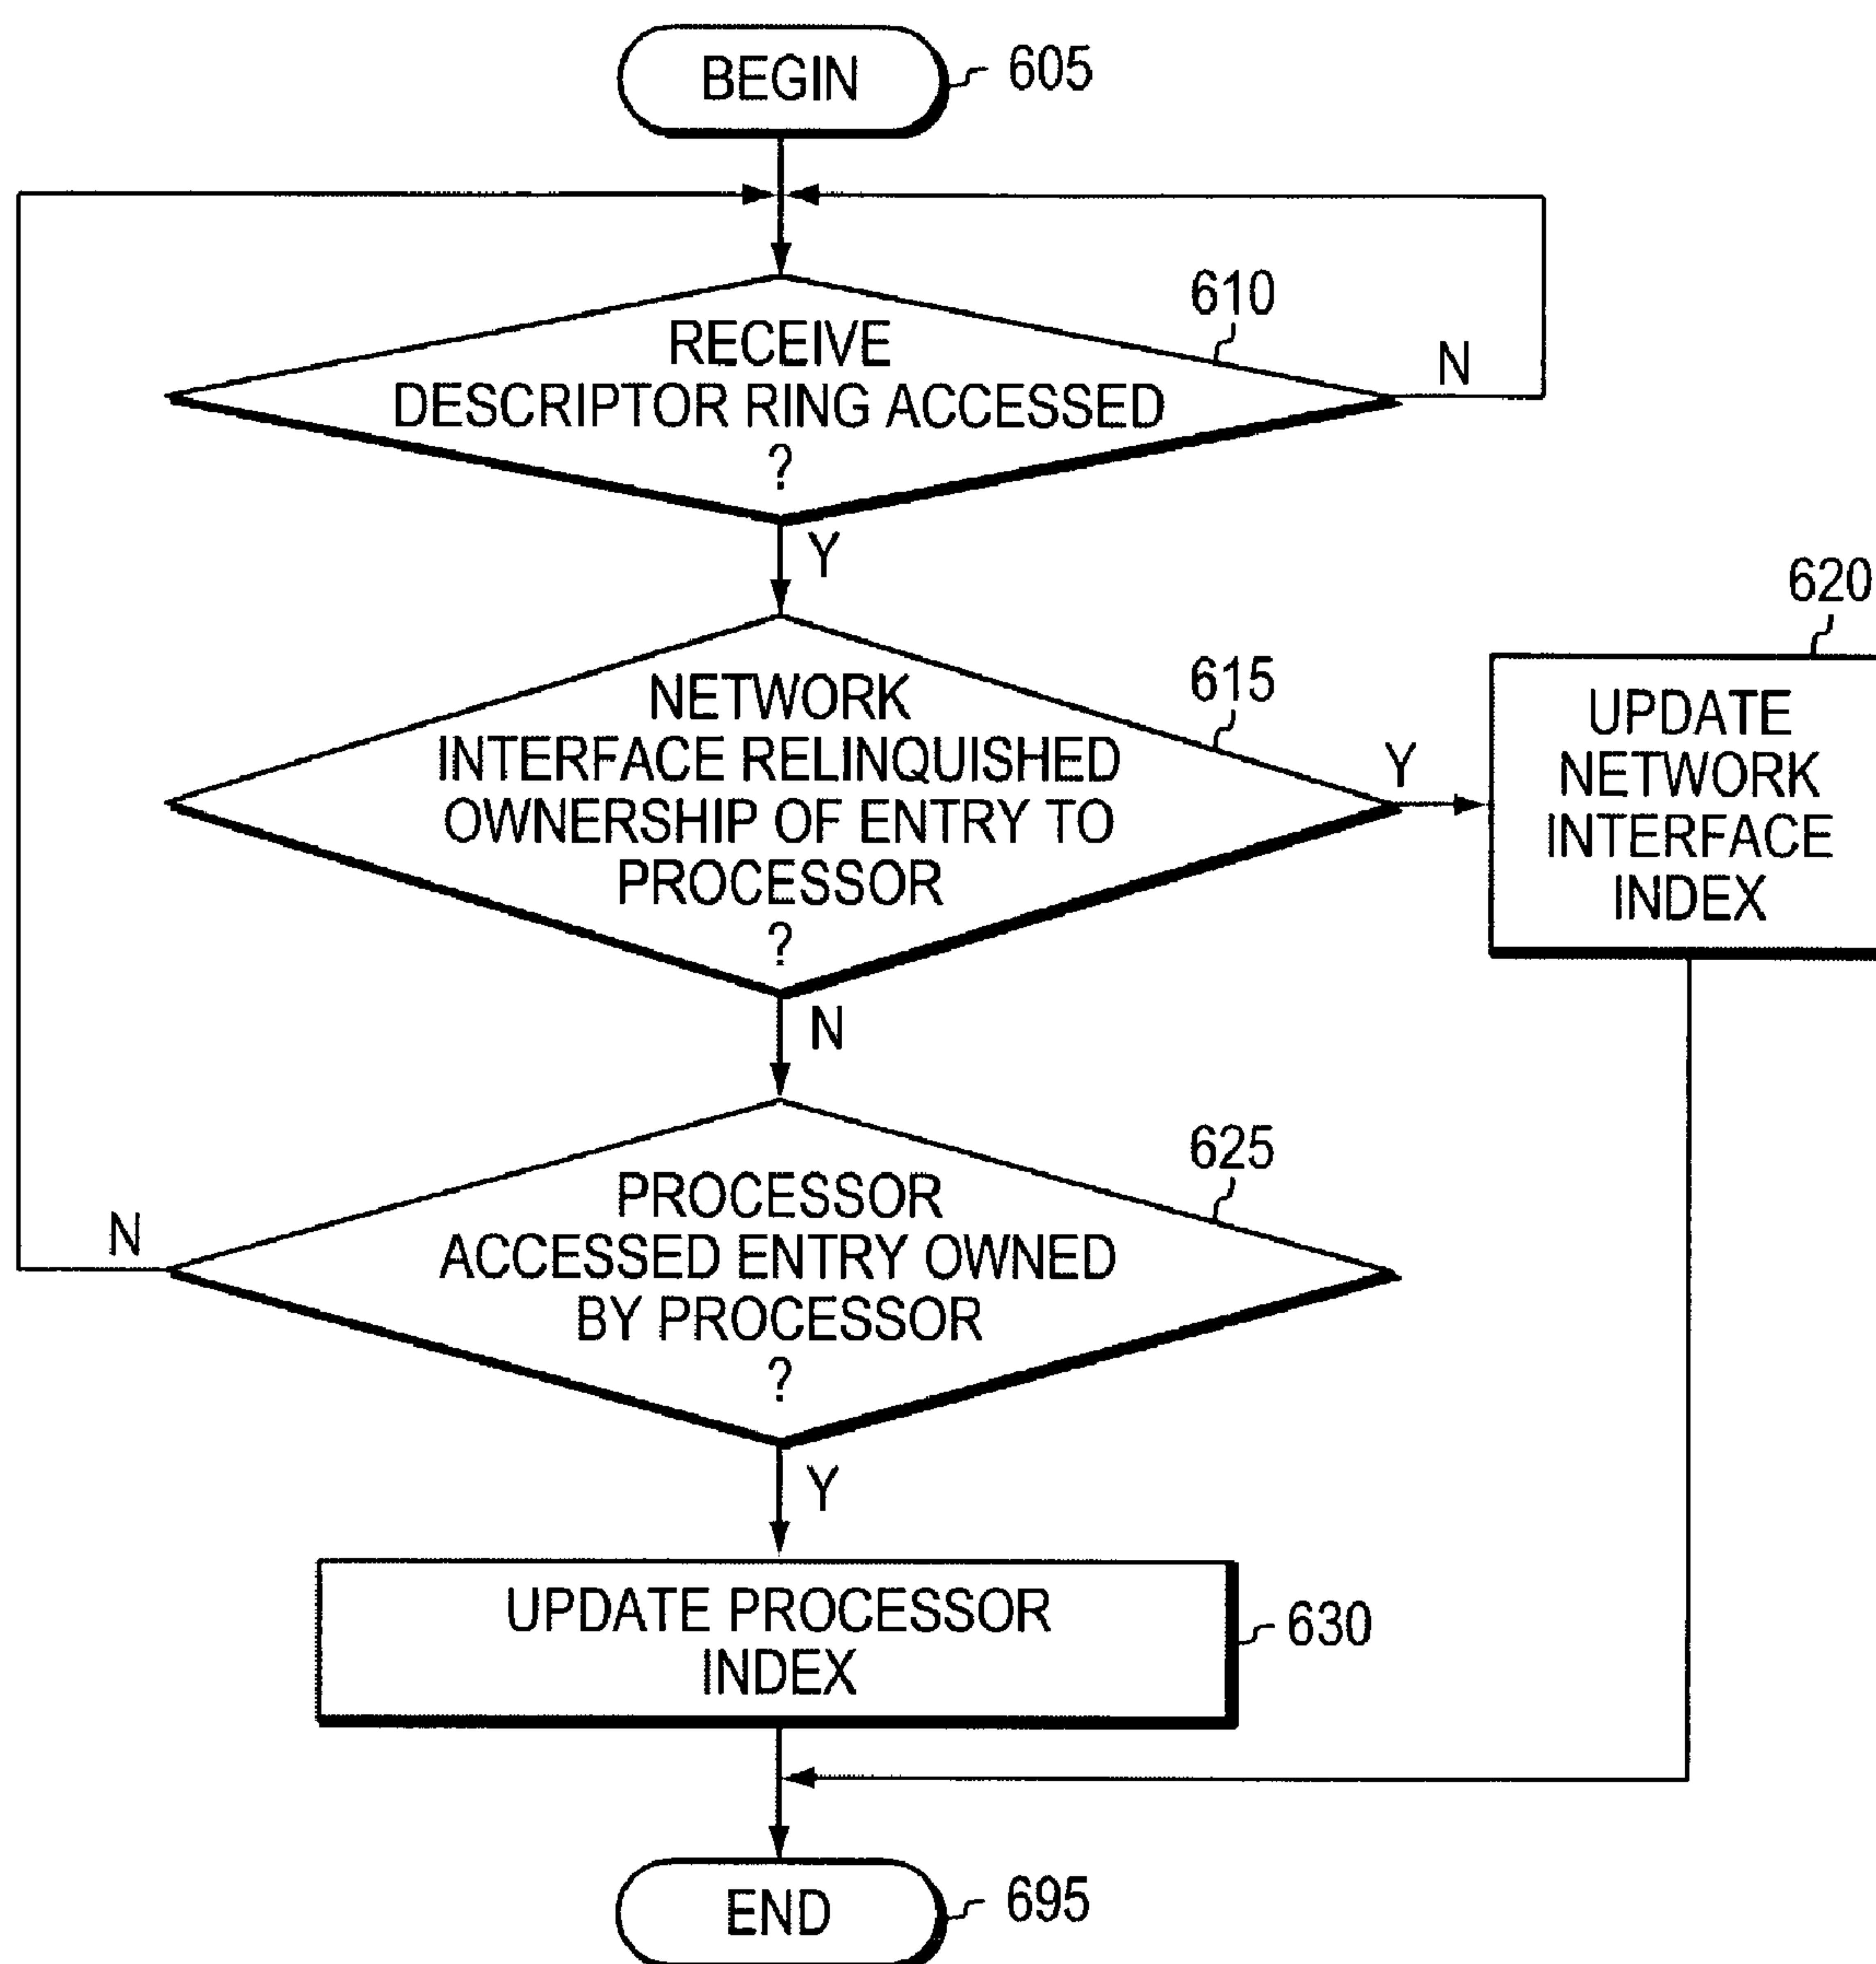 BEGIN
605
610
RECEIVE
DESCRIPTOR RING ACCESSED
?
N
Y
615
NETWORK
INTERFACE RELINQUISHED
OWNERSHIP OF ENTRY TO
PROCESSOR
?
Y
620
UPDATE
NETWORK
INTERFACE
INDEX
N
625
PROCESSOR
ACCESSED ENTRY OWNED
BY PROCESSOR
?
N
Y
UPDATE PROCESSOR
INDEX
630
END
695